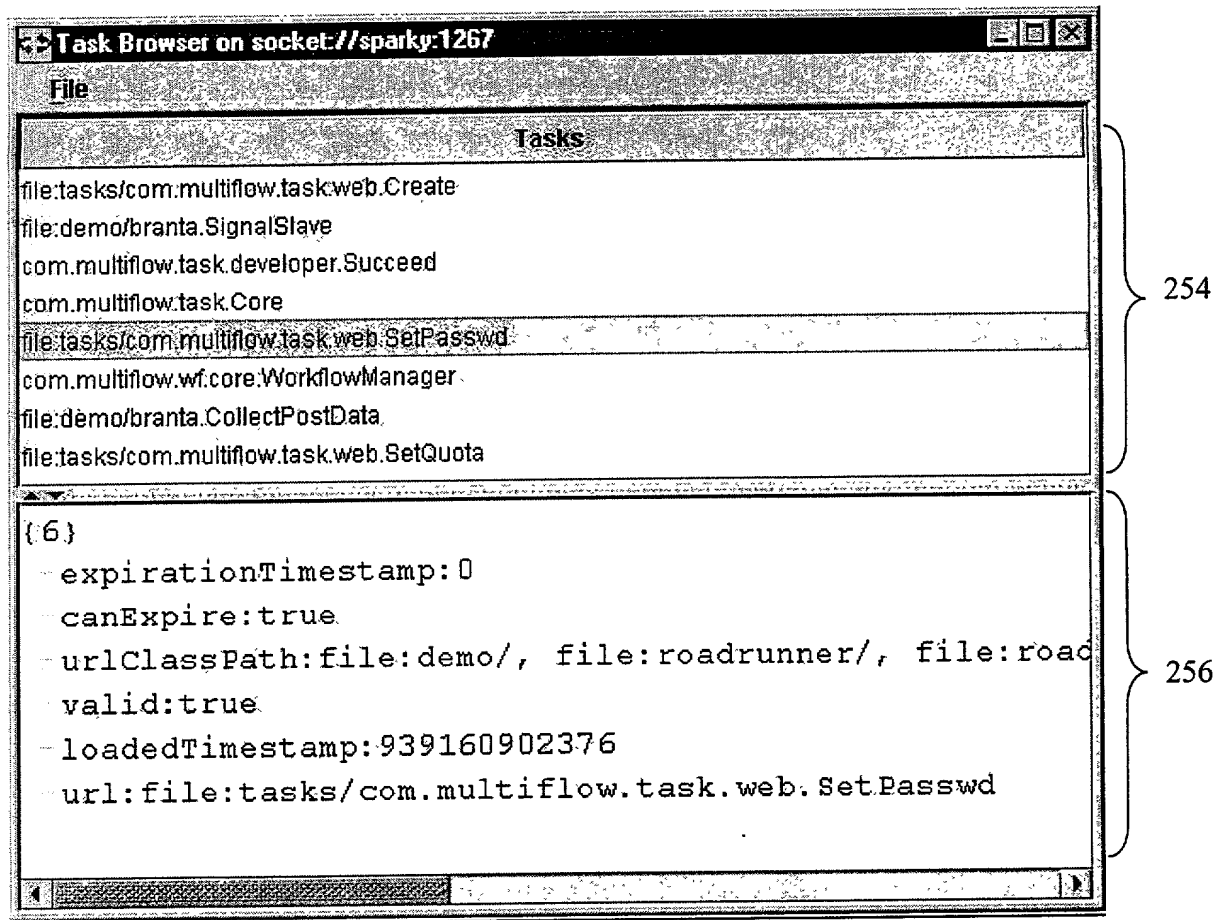 Task Browser on socket://sparky:1267
File
Tasks
file:tasks/com.multiflow.task.web.Create
file:demo/branta.SignalSlave
com.multiflow.task.developer.Succeed
com.multiflow.task.Core
file:tasks/com.multiflow.task.web.SetPasswd
com.multiflow.wf.core.WorkflowManager
file:demo/branta.CollectPostData
file:tasks/com.multiflow.task.web.SetQuota
254
{6}
expirationTimestamp:0
canExpire:true
urlClassPath:file:demo/, file:roadrunner/, file:road
valid:true
loadedTimestamp:939160902376
url:file:tasks/com.multiflow.task.web.SetPasswd
256